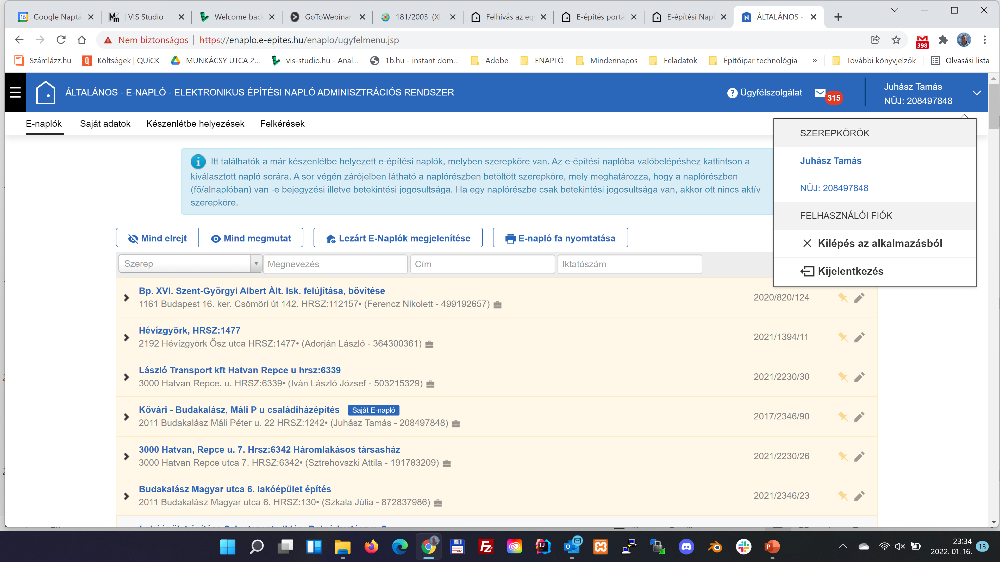 16 Google Naptá
Mm | VIS Studio
Welcome back
GoToWebinar
181/2003. (XI.
Felhívás az eg
E-építés portá
E-építési Napl
N ÁLTALÁNOS -
Nem biztonságos
https://enaplo.e-epites.hu/enaplo/ugyfelmenu.jsp
398
Számlázz.hu
Q Költségek | QUiCK
MUNKÁCSY UTCA 2...
vis-studio.hu - Anal...
1b.hu - instant dom...
Adobe
ENAPLÓ
Mindennapos
Feladatok
Építőipar technológia
»
További könyvjelzők
Olvasási lista
ÁLTALÁNOS - E-NAPLÓ - ELEKTRONIKUS ÉPÍTÉSI NAPLÓ ADMINISZTRÁCIÓS RENDSZER
? Ügyfélszolgálat
315
Juhász Tamás
NÜJ: 208497848
E-naplók
Saját adatok
Készenlétbe helyezések
Felkérések
SZEREPKÖRÖK
Juhász Tamás
NÜJ: 208497848
FELHASZNÁLÓI FIÓK
Kilépés az alkalmazásból
Kijelentkezés
i Itt találhatók a már készenlétbe helyezett e-építési naplók, melyben szerepköre van. Az e-építési naplóba valóbelépéshez kattintson a
kiválasztott napló sorára. A sor végén zárójelben látható a naplórészben betöltött szerepköre, mely meghatározza, hogy a naplórészben
(fő/alnaplóban) van -e bejegyzési illetve betekintési jogosultsága. Ha egy naplórészbe csak betekintési jogosultsága van, akkor ott nincs aktív
szerepköre.
Mind elrejt
Mind megmutat
Lezárt E-Naplók megjelenítése
E-napló fa nyomtatása
Szerep
Megnevezés
Cím
Iktatószám
Bp. XVI. Szent-Györgyi Albert Ált. Isk. felújítása, bővítése
1161 Budapest 16. ker. Csömöri út 142. HRSZ:112157• (Ferencz Nikolett - 499192657)
2020/820/124
Hévízgyörk, HRSZ:1477
2192 Hévízgyörk Ősz utca HRSZ:1477• (Adorján László - 364300361)
2021/1394/11
László Transport kft Hatvan Repce u hrsz:6339
3000 Hatvan Repce. u. HRSZ:6339• (Iván László József - 503215329)
2021/2230/30
Kővári - Budakalász, Máli P u családiházépítés Saját E-napló
2011 Budakalász Máli Péter u. 22 HRSZ:1242• (Juhász Tamás - 208497848)
2017/2346/90
3000 Hatvan, Repce u. 7. Hrsz:6342 Háromlakásos társasház
3000 Hatvan Repce utca 7. HRSZ:6342• (Sztrehovszki Attila - 191783209)
2021/2230/26
Budakalász Magyar utca 6. lakóépület építés
2011 Budakalász Magyar utca 6. HRSZ:130• (Szkala Júlia - 872837986)
2021/2346/23
64
Fz
IJ
O
P
23:34
2022. 01. 16.
13